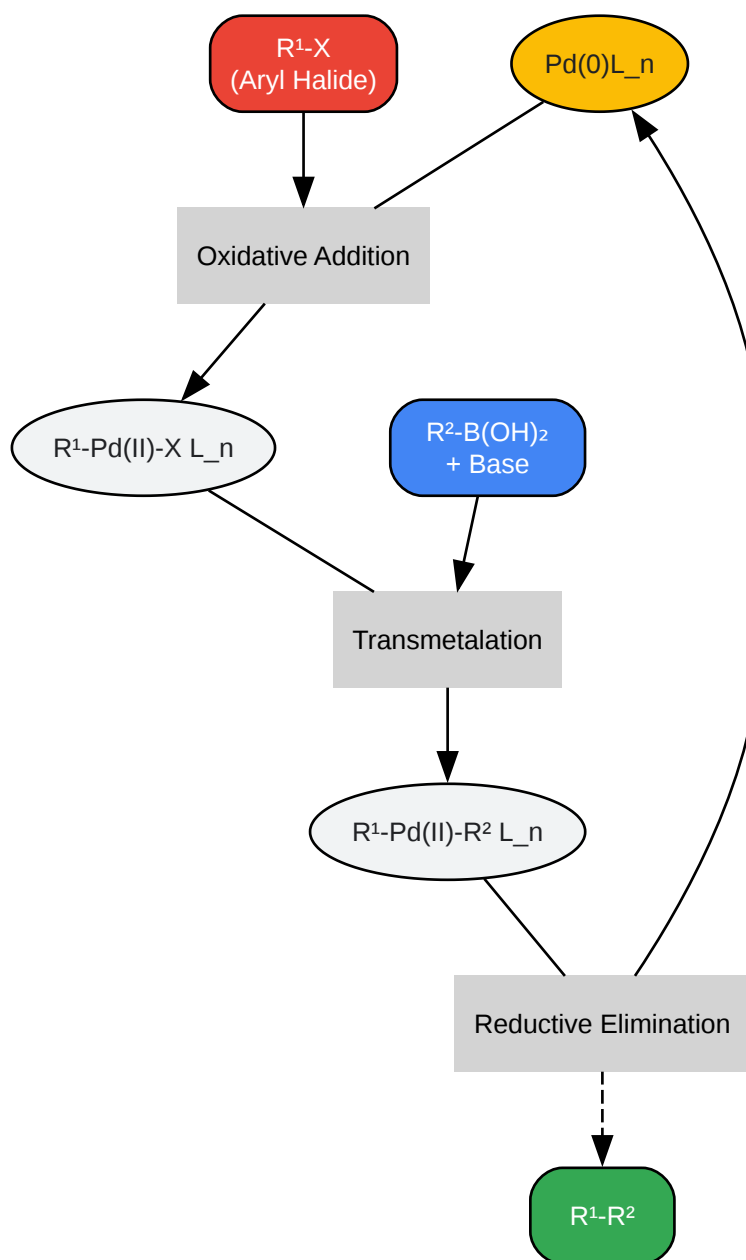 R¹-X
(Aryl Halide)
Pd(0)L_n
Oxidative Addition
R¹-Pd(II)-X L_n
R²-B(OH)₂
+ Base
Transmetalation
R¹-Pd(II)-R² L_n
Reductive Elimination
R¹-R²